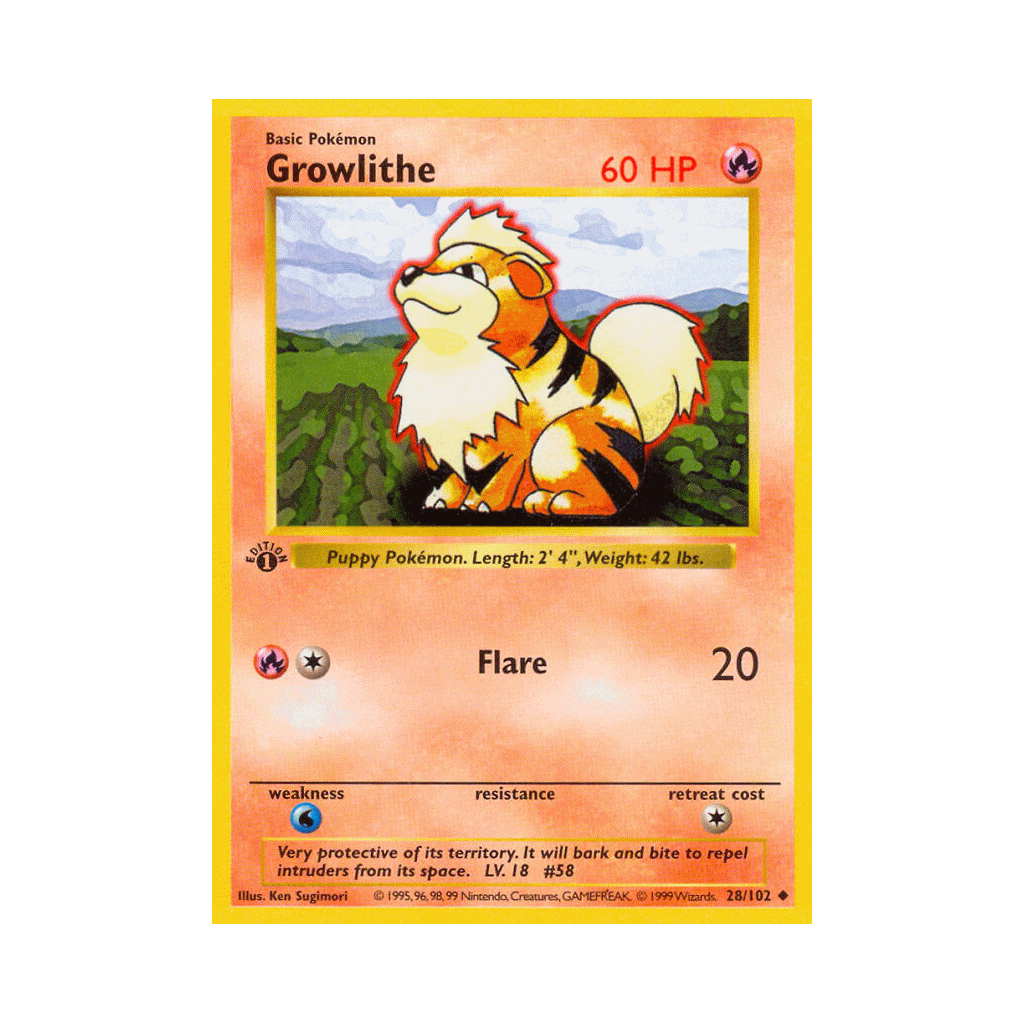 Basic Pokémon
Growlithe 60 HP
EDITION
1
Puppy Pokémon. Length: 2' 4", Weight: 42 lbs.
Flare 20
weakness resistance retreat cost
Very protective of its territory. It will bark and bite to repel
intruders from its space. LV. 18 #58
Illus. Ken Sugimori © 1995, 96, 98, 99 Nintendo, Creatures, GAMEFREAK. © 1999 Wizards. 28/102